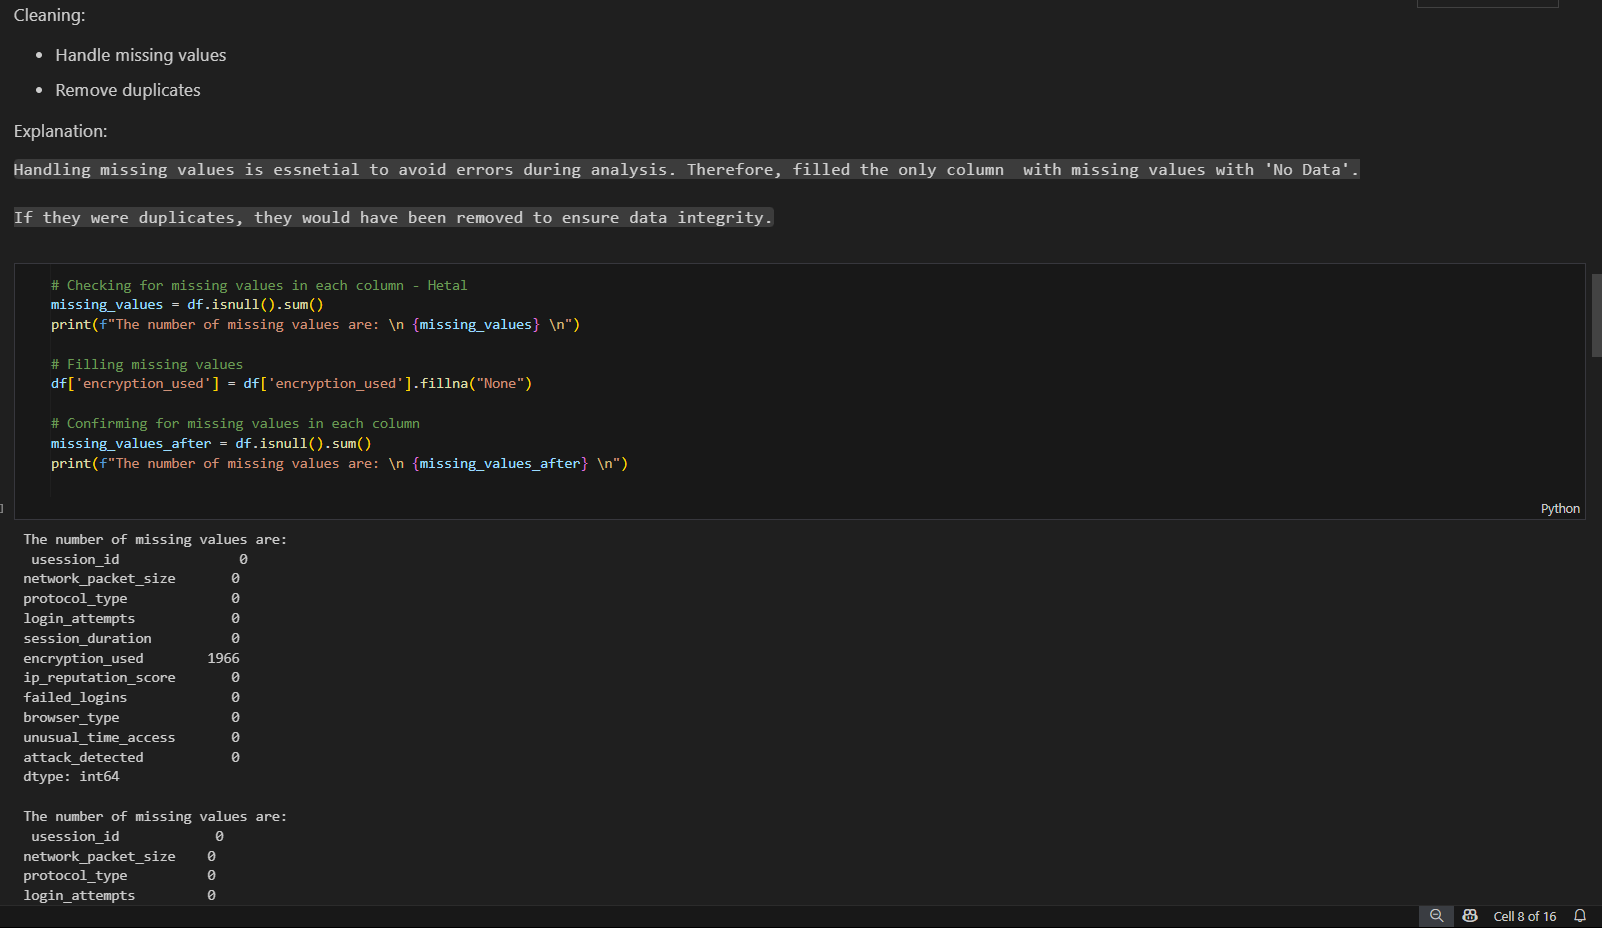 Cleaning:
• Handle missing values
• Remove duplicates
Explanation:
Handling missing values is essnetial to avoid errors during analysis. Therefore, filled the only column  with missing values with 'No Data'.
If they were duplicates, they would have been removed to ensure data integrity.
# Checking for missing values in each column - Hetal
missing_values = df.isnull().sum()
print(f"The number of missing values are: \n {missing_values} \n")
# Filling missing values
df['encryption_used'] = df['encryption_used'].fillna("None")
# Confirming for missing values in each column
missing_values_after = df.isnull().sum()
print(f"The number of missing values are: \n {missing_values_after} \n")
]
Python
The number of missing values are:
 usession_id               0
network_packet_size       0
protocol_type             0
login_attempts            0
session_duration          0
encryption_used        1966
ip_reputation_score       0
failed_logins             0
browser_type              0
unusual_time_access       0
attack_detected           0
dtype: int64
The number of missing values are:
 usession_id            0
network_packet_size    0
protocol_type          0
login_attempts         0
Cell 8 of 16